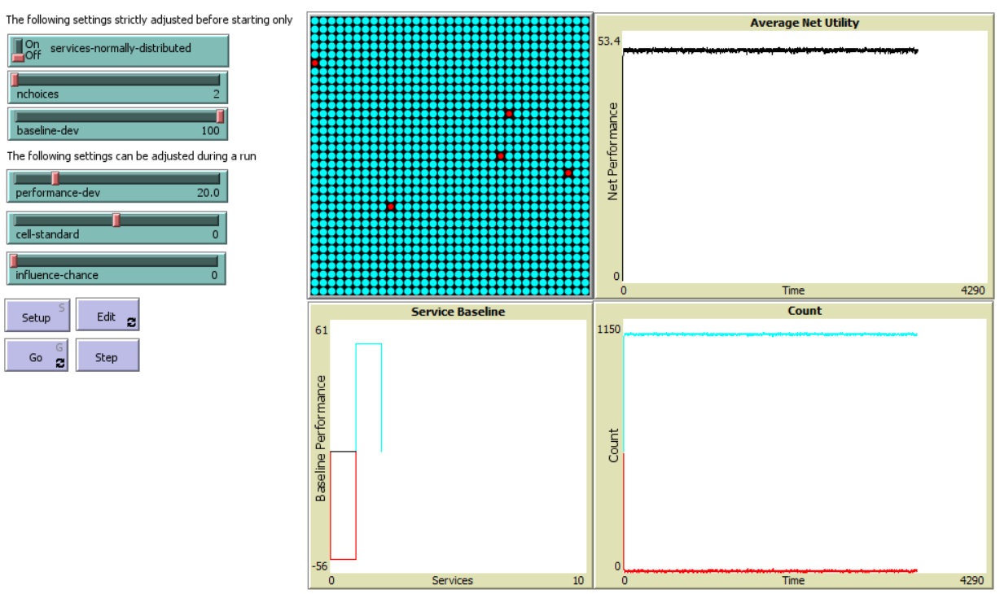 The following settings strictly adjusted before starting only
On
Off
services-normally-distributed
nchoices 2
baseline-dev 100
The following settings can be adjusted during a run
performance-dev 20.0
cell-standard 0
influence-chance 0
Setup S
Edit
Go G
Step
Average Net Utility
53.4
Net Performance
0
0 Time 4290
Service Baseline
61
Baseline Performance
-56
0 Services 10
Count
1150
Count
0
0 Time 4290